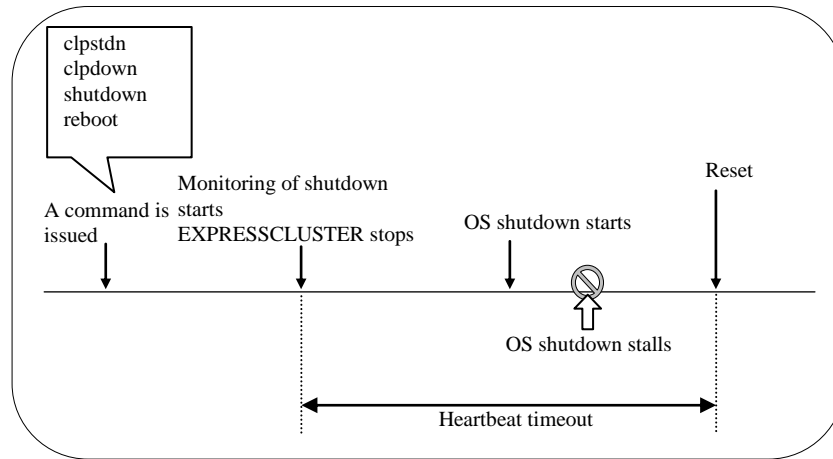 clpstdn
clpdown
shutdown
reboot
A command is
issued
Monitoring of shutdown
starts
EXPRESSCLUSTER stops
OS shutdown starts
Reset
OS shutdown stalls
Heartbeat timeout